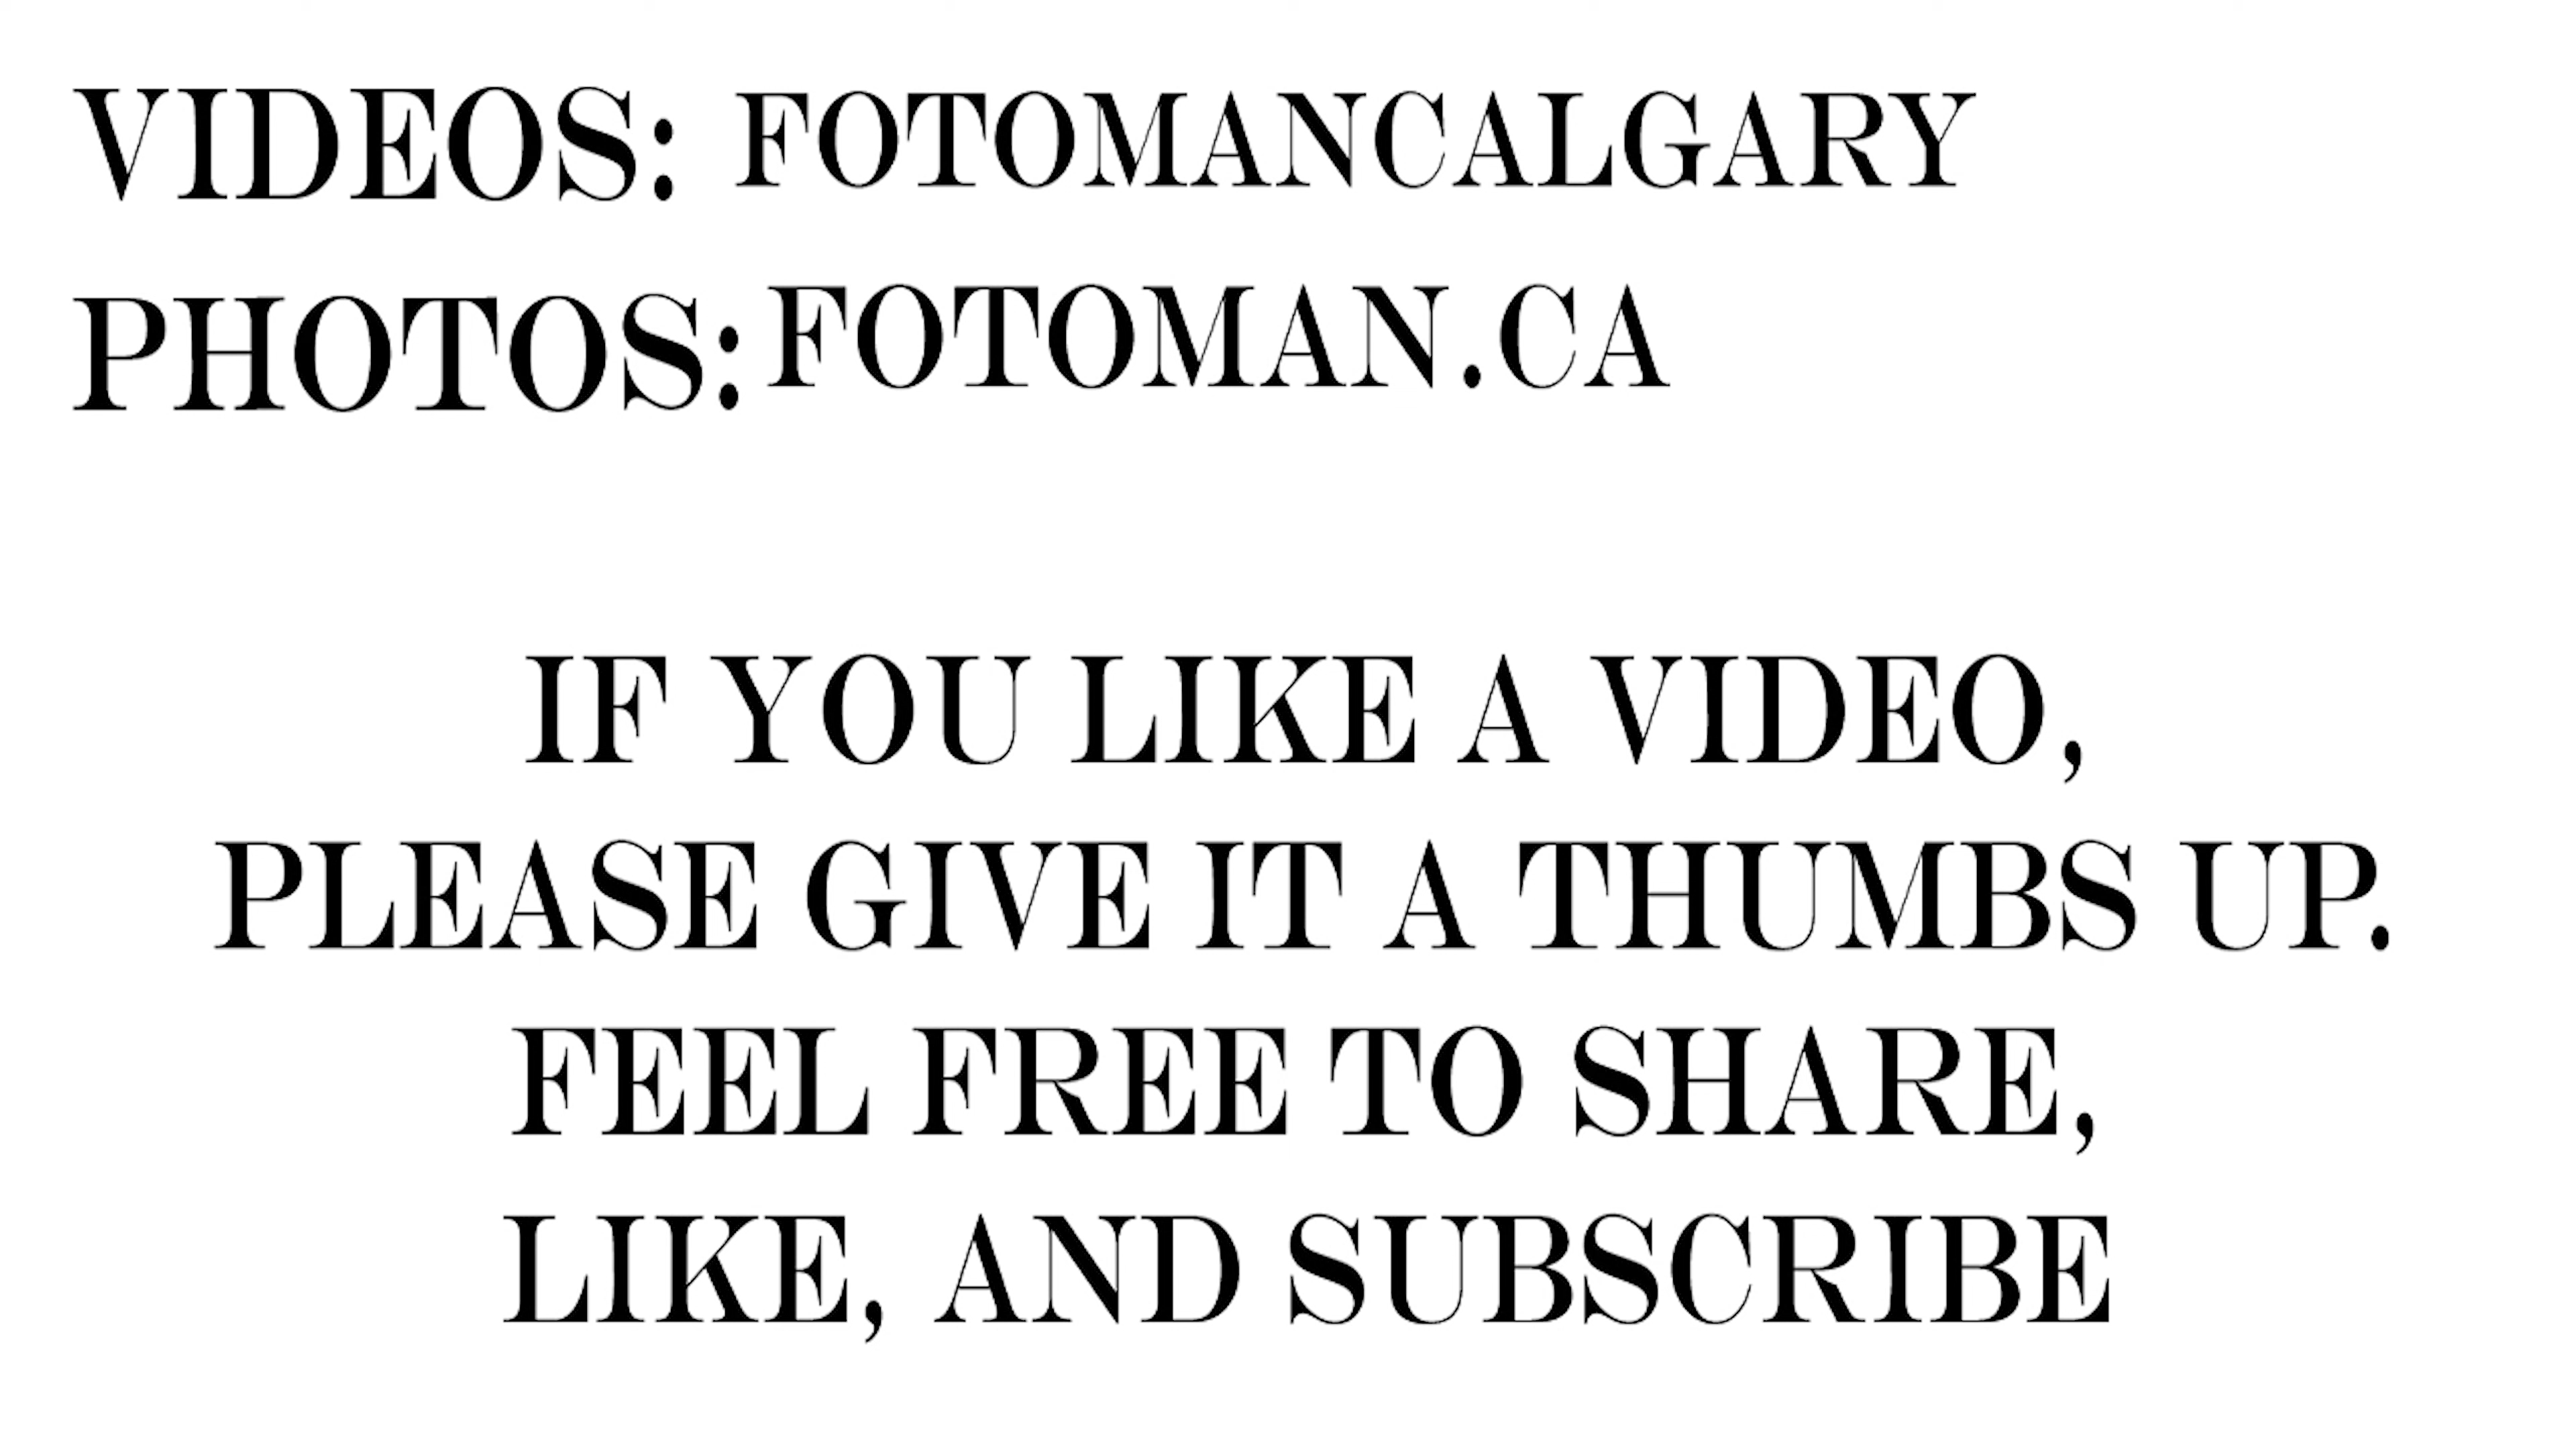 VIDEOS: FOTOMANCALGARY
PHOTOS: FOTOMAN.CA
IF YOU LIKE A VIDEO,
PLEASE GIVE IT A THUMBS UP.
FEEL FREE TO SHARE,
LIKE, AND SUBSCRIBE